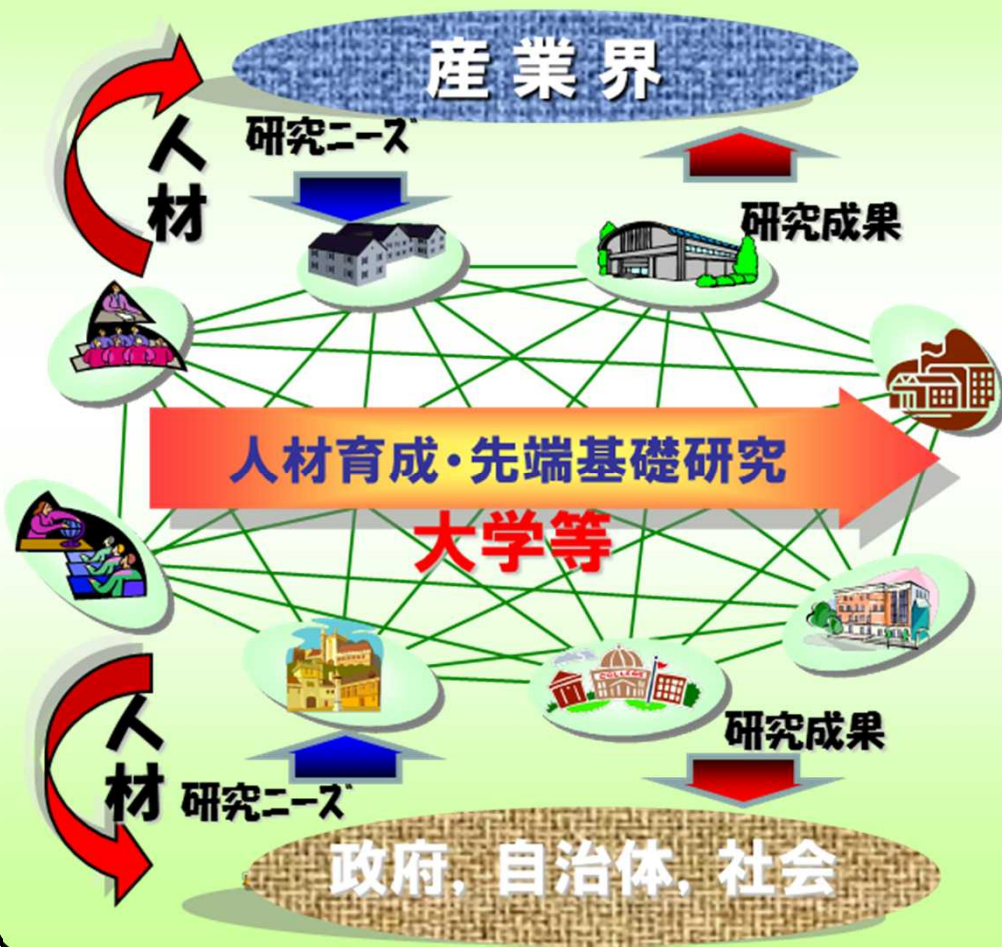 産業界
人材
研究ニーズ
研究成果
人材育成・先端基礎研究
大学等
COLLEGE
研究成果
人材
研究ニーズ
政府，自治体，社会